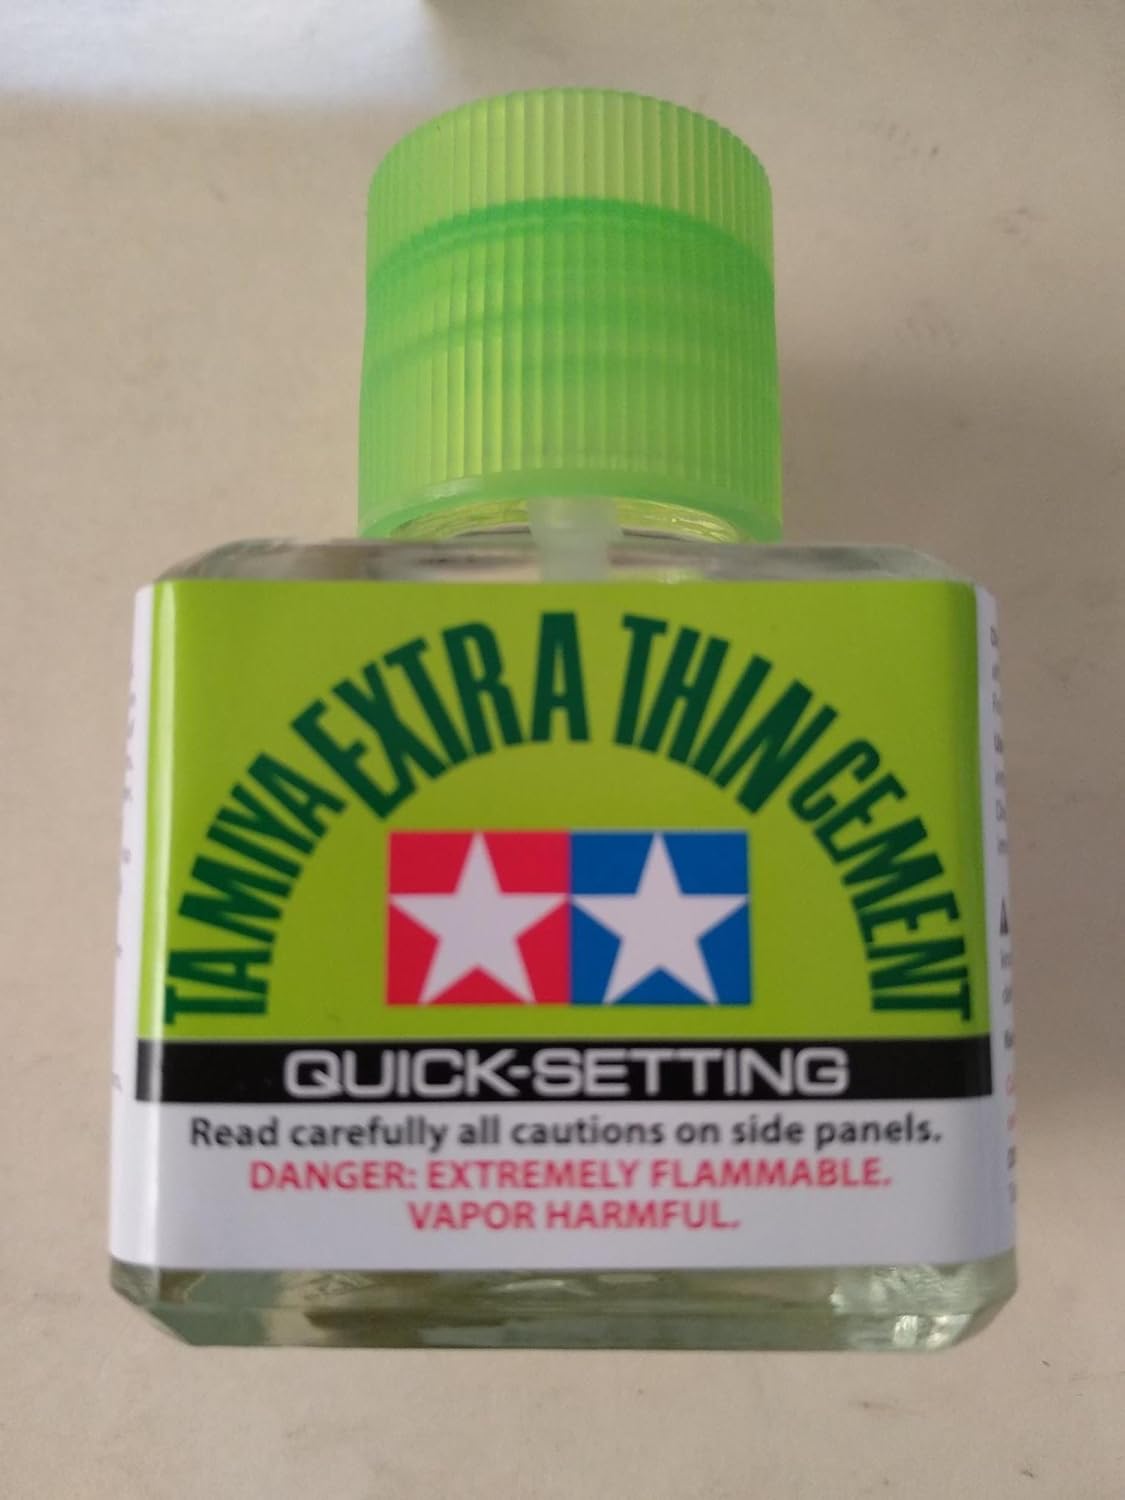 TAMIYA EXTRA THIN CEMENT
QUICK-SETTING
Read carefully all cautions on side panels.
DANGER: EXTREMELY FLAMMABLE.
VAPOR HARMFUL.